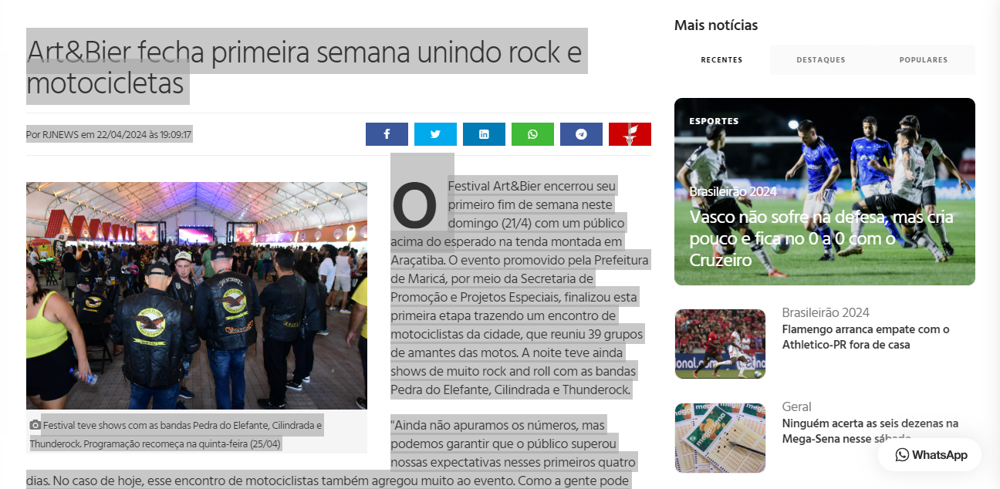 Art&Bier fecha primeira semana unindo rock e
motocicletas
Por RJNEWS em 22/04/2024 às 19:09:17
Festival teve shows com as bandas Pedra do Elefante, Cilindrada e
Thunderock. Programação recomeça na quinta-feira (25/04)
O Festival Art&Bier encerrou seu
primeiro fim de semana neste
domingo (21/4) com um público
acima do esperado na tenda montada em
Araçatiba. O evento promovido pela Prefeitura
de Maricá, por meio da Secretaria de
Promoção e Projetos Especiais, finalizou esta
primeira etapa trazendo um encontro de
motociclistas da cidade, que reuniu 39 grupos
de amantes das motos. A noite teve ainda
shows de muito rock and roll com as bandas
Pedra do Elefante, Cilindrada e Thunderock.
"Ainda não apuramos os números, mas
podemos garantir que o público superou
nossas expectativas nesses primeiros quatro
dias. No caso de hoje, esse encontro de motociclistas também agregou muito ao evento. Como a gente pode
Mais notícias
RECENTES
DESTAQUES
POPULARES
ESPORTES
Brasileirão 2024
Vasco não sofre na defesa, mas cria
pouco e fica no 0 a 0 com o
Cruzeiro
Brasileirão 2024
Flamengo arranca empate com o
Athletico-PR fora de casa
Geral
Ninguém acerta as seis dezenas na
Mega-Sena nesse sábado
WhatsApp